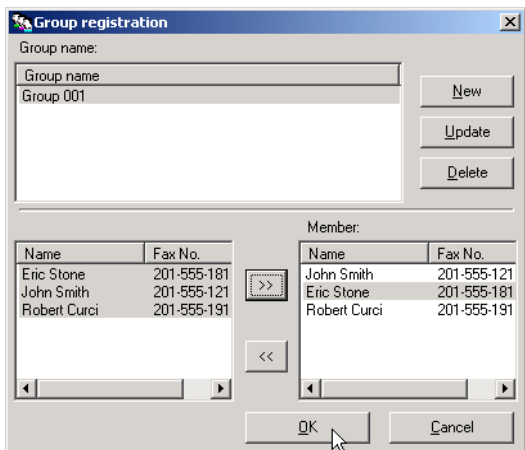 Group registration
Group name:
Group name
Group 001
New
Update
Delete
Member:
Name Fax No.
Eric Stone 201-555-181
John Smith 201-555-121
Robert Curci 201-555-191
>>
<<
Name Fax No.
John Smith 201-555-121
Eric Stone 201-555-181
Robert Curci 201-555-191
OK
Cancel